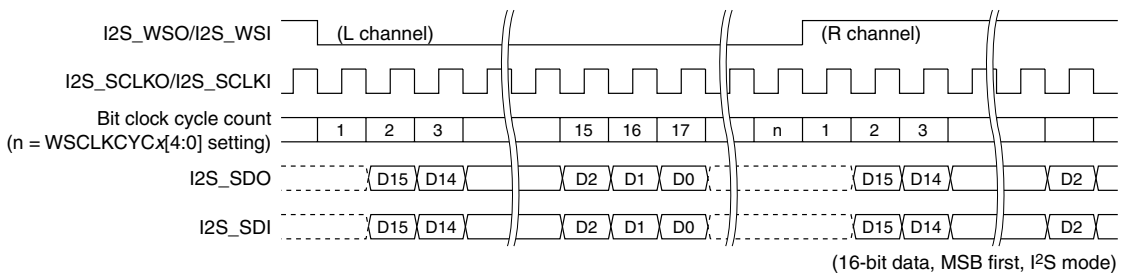 I2S_WSO/I2S_WSI (L channel) (R channel)
I2S_SCLKO/I2S_SCLKI
Bit clock cycle count
(n = WSCLKCYCx[4:0] setting) 1 2 3 15 16 17 n 1 2 3
I2S_SDO D15 D14 D2 D1 D0 D15 D14 D2
I2S_SDI D15 D14 D2 D1 D0 D15 D14 D2
(16-bit data, MSB first, I²S mode)